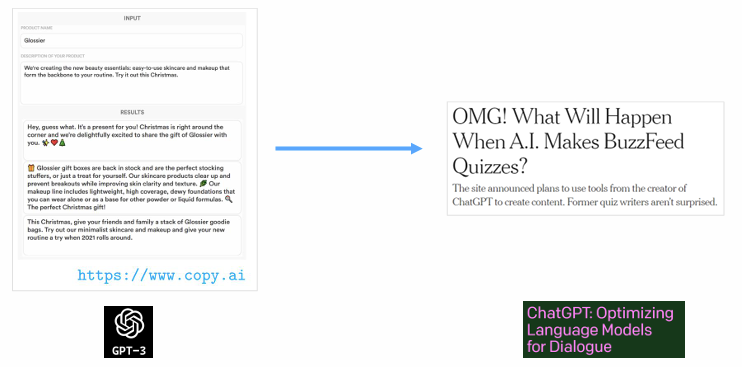 INPUT
PRODUCT NAME
Glossier
DESCRIPTION OF YOUR PRODUCT
We're creating the new beauty essentials: easy-to-use skincare and makeup that
form the backbone to your routine. Try it out this Christmas.
RESULTS
Hey, guess what. It's a present for you! Christmas is right around the
corner and we're delightfully excited to share the gift of Glossier with
you.
Glossier gift boxes are back in stock and are the perfect stocking
stuffers, or just a treat for yourself. Our skincare products clear up and
prevent breakouts while improving skin clarity and texture. 🍃 Our
makeup line includes lightweight, high coverage, dewy foundations that
you can wear alone or as a base for other powder or liquid formulas. 🔍
The perfect Christmas gift!
This Christmas, give your friends and family a stack of Glossier goodie
bags. Try out our minimalist skincare and makeup and give your new
routine a try when 2021 rolls around.
https://www.copy.ai
GPT-3
OMG! What Will Happen
When A.I. Makes BuzzFeed
Quizzes?
The site announced plans to use tools from the creator of
ChatGPT to create content. Former quiz writers aren't surprised.
ChatGPT: Optimizing
Language Models
for Dialogue